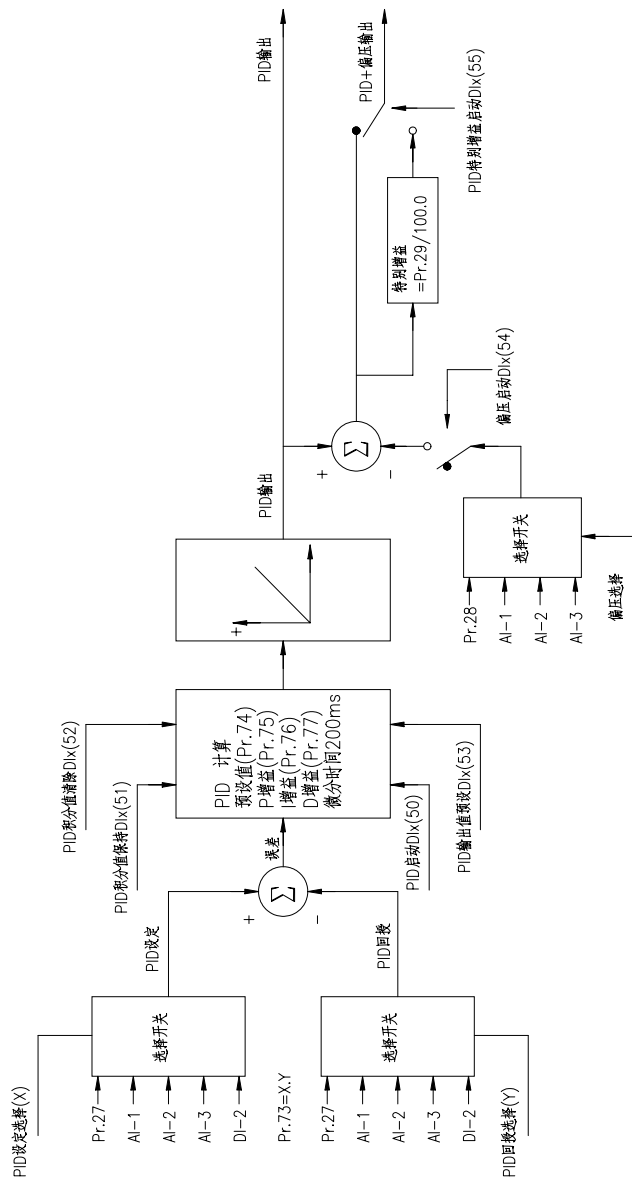 PID设定选择(X)
Pr.27
AI-1
AI-2
AI-3
DI-2
选择开关
PID设定
Pr.73=X.Y
Pr.27
AI-1
AI-2
AI-3
DI-2
选择开关
PID回授
PID回授选择(Y)
+
-
Σ
误差
PID积分值清除DIx(52)
PID积分值保持DIx(51)
PID 计算
预设值(Pr.74)
P增益(Pr.75)
I增益(Pr.76)
D增益(Pr.77)
微分时间200ms
PID启动DIx(50)
PID输出值预设DIx(53)
+
PID输出
PID输出
+
-
Σ
Pr.28
AI-1
AI-2
AI-3
选择开关
偏压选择
偏压启动DIx(54)
特别增益
=Pr.29/100.0
PID+偏压输出
PID特别增益启动DIx(55)